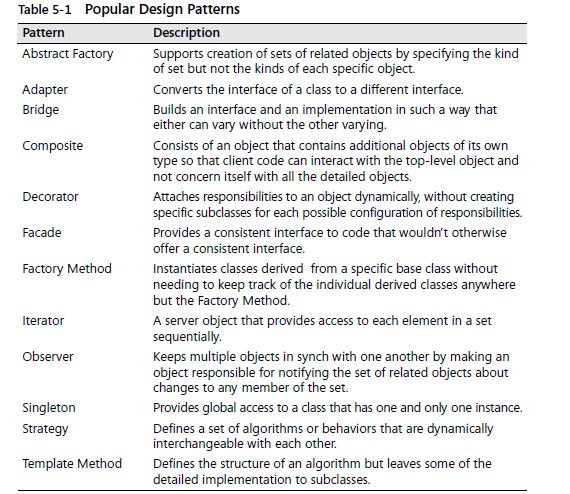 Table 5-1 Popular Design Patterns
Pattern Description
Abstract Factory Supports creation of sets of related objects by specifying the kind
of set but not the kinds of each specific object.
Adapter Converts the interface of a class to a different interface.
Bridge Builds an interface and an implementation in such a way that
either can vary without the other varying.
Composite Consists of an object that contains additional objects of its own
type so that client code can interact with the top-level object and
not concern itself with all the detailed objects.
Decorator Attaches responsibilities to an object dynamically, without creating
specific subclasses for each possible configuration of responsibilities.
Facade Provides a consistent interface to code that wouldn't otherwise
offer a consistent interface.
Factory Method Instantiates classes derived from a specific base class without
needing to keep track of the individual derived classes anywhere
but the Factory Method.
Iterator A server object that provides access to each element in a set
sequentially.
Observer Keeps multiple objects in synch with one another by making an
object responsible for notifying the set of related objects about
changes to any member of the set.
Singleton Provides global access to a class that has one and only one instance.
Strategy Defines a set of algorithms or behaviors that are dynamically
interchangeable with each other.
Template Method Defines the structure of an algorithm but leaves some of the
detailed implementation to subclasses.